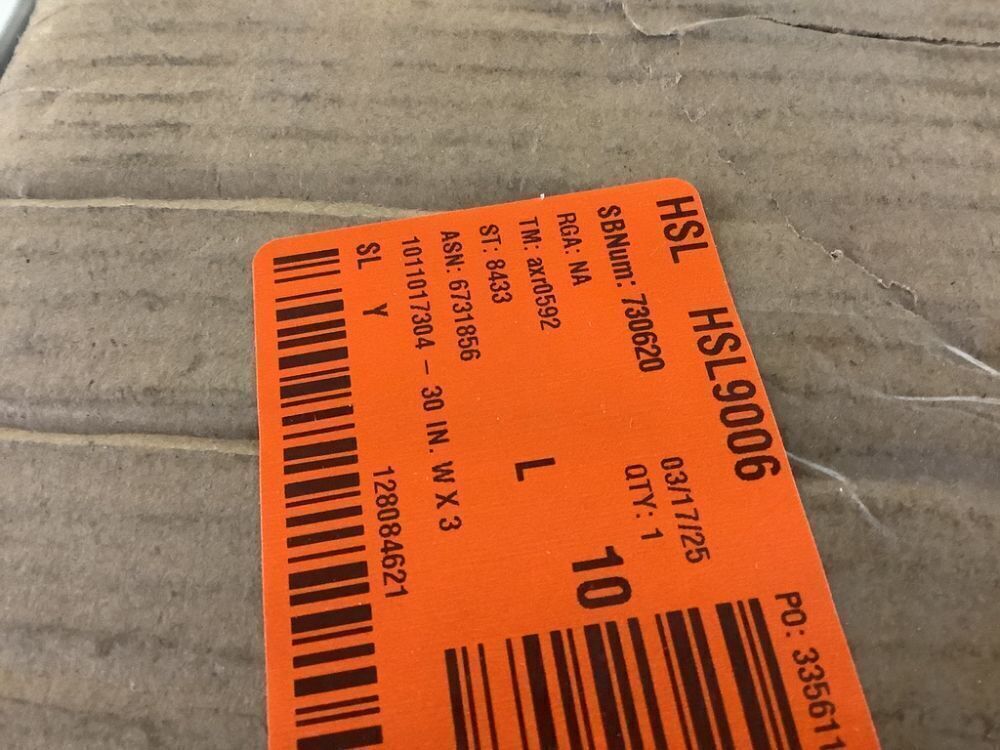 HSL HSL9006
PO: 335611
SBNum: 730620 03/17/25
RGA: NA QTY: 1
TM: axr0592
ST: 8433 L 10
ASN: 6731856
1011017304 – 30 IN. W X 3
SL Y 128084621